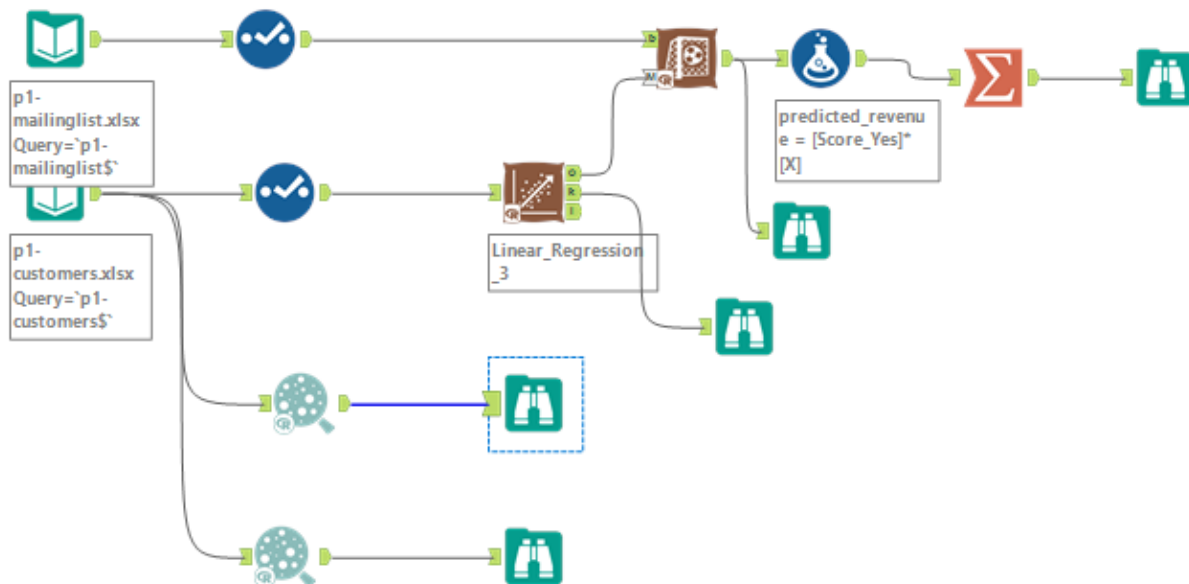 p1-
mailinglist.xlsx
Query=`p1-
mailinglist$`
predicted_revenu
e = [Score_Yes]*
[X]
p1-
customers.xlsx
Query=`p1-
customers$`
Linear_Regression
_3
O
R
I
D
M
R
R
R
R